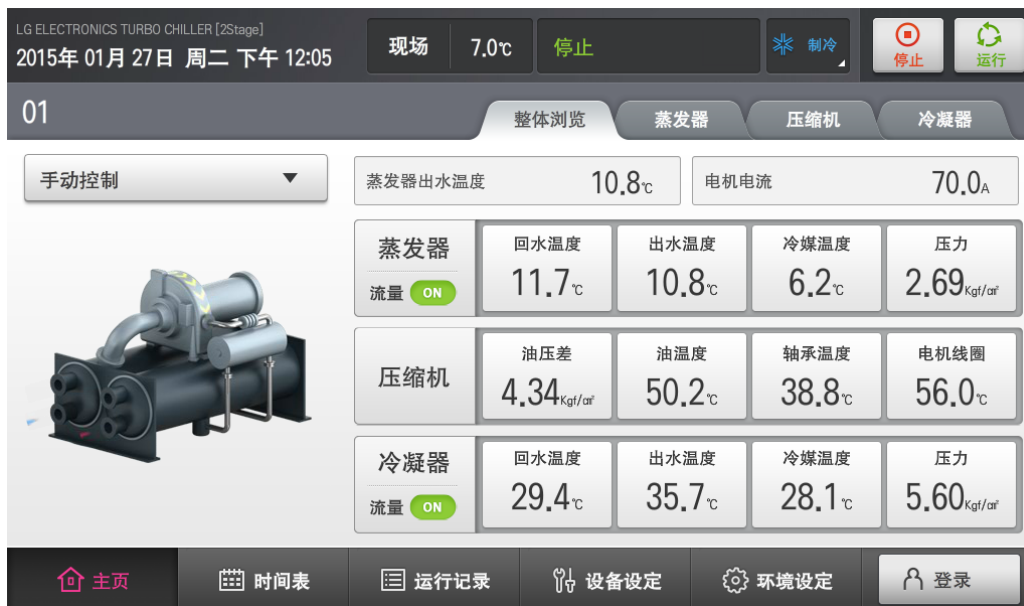 LG ELECTRONICS TURBO CHILLER [2Stage]
2015年 01月 27日 周二 下午 12:05
现场 7.0℃ 停止 制冷 停止 运行
01 整体浏览 蒸发器 压缩机 冷凝器
手动控制
蒸发器出水温度 10.8℃ 电机电流 70.0A
蒸发器 流量 ON
回水温度 出水温度 冷媒温度 压力
11.7℃ 10.8℃ 6.2℃ 2.69Kgf/㎠
压缩机
油压差 油温度 轴承温度 电机线圈
4.34Kgf/㎠ 50.2℃ 38.8℃ 56.0℃
冷凝器 流量 ON
回水温度 出水温度 冷媒温度 压力
29.4℃ 35.7℃ 28.1℃ 5.60Kgf/㎠
主页 时间表 运行记录 设备设定 环境设定 登录